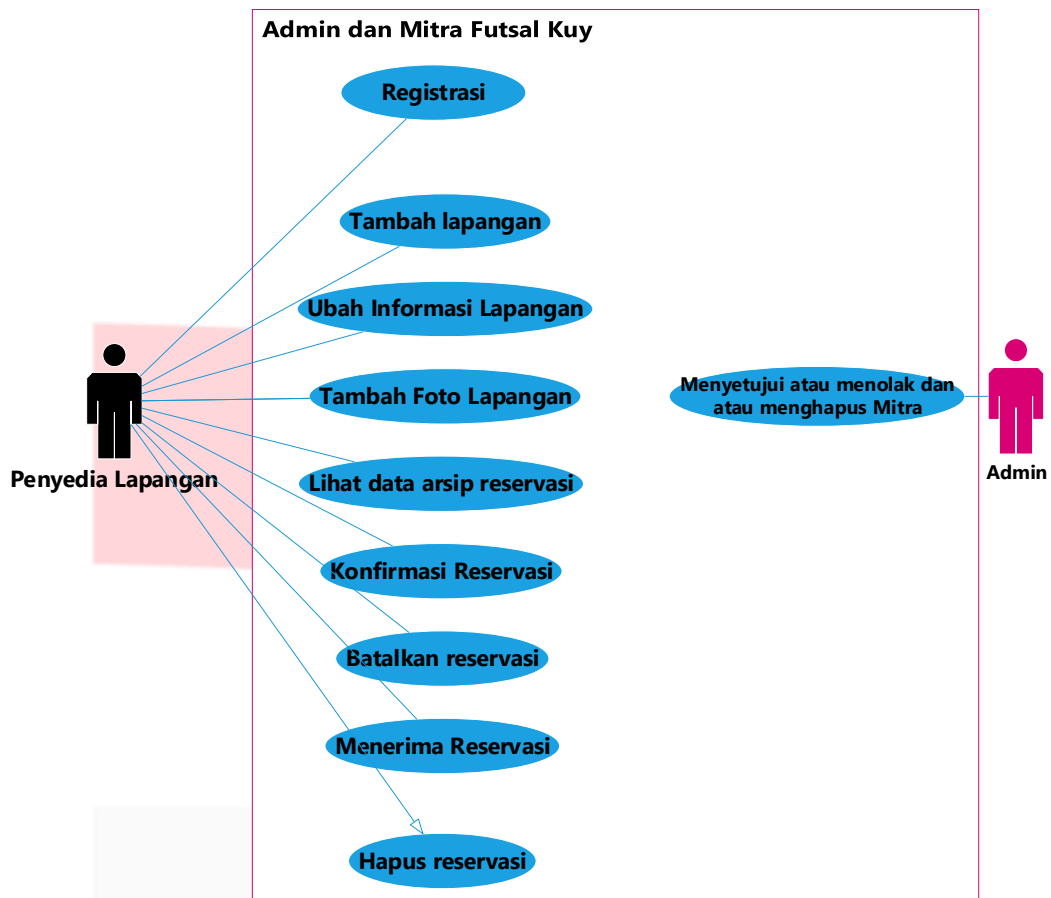 Admin dan Mitra Futsal Kuy
Registrasi
Tambah lapangan
Ubah Informasi Lapangan
Tambah Foto Lapangan
Menyetujui atau menolak dan
atau menghapus Mitra
Penyedia Lapangan
Admin
Lihat data arsip reservasi
Konfirmasi Reservasi
Batalkan reservasi
Menerima Reservasi
Hapus reservasi